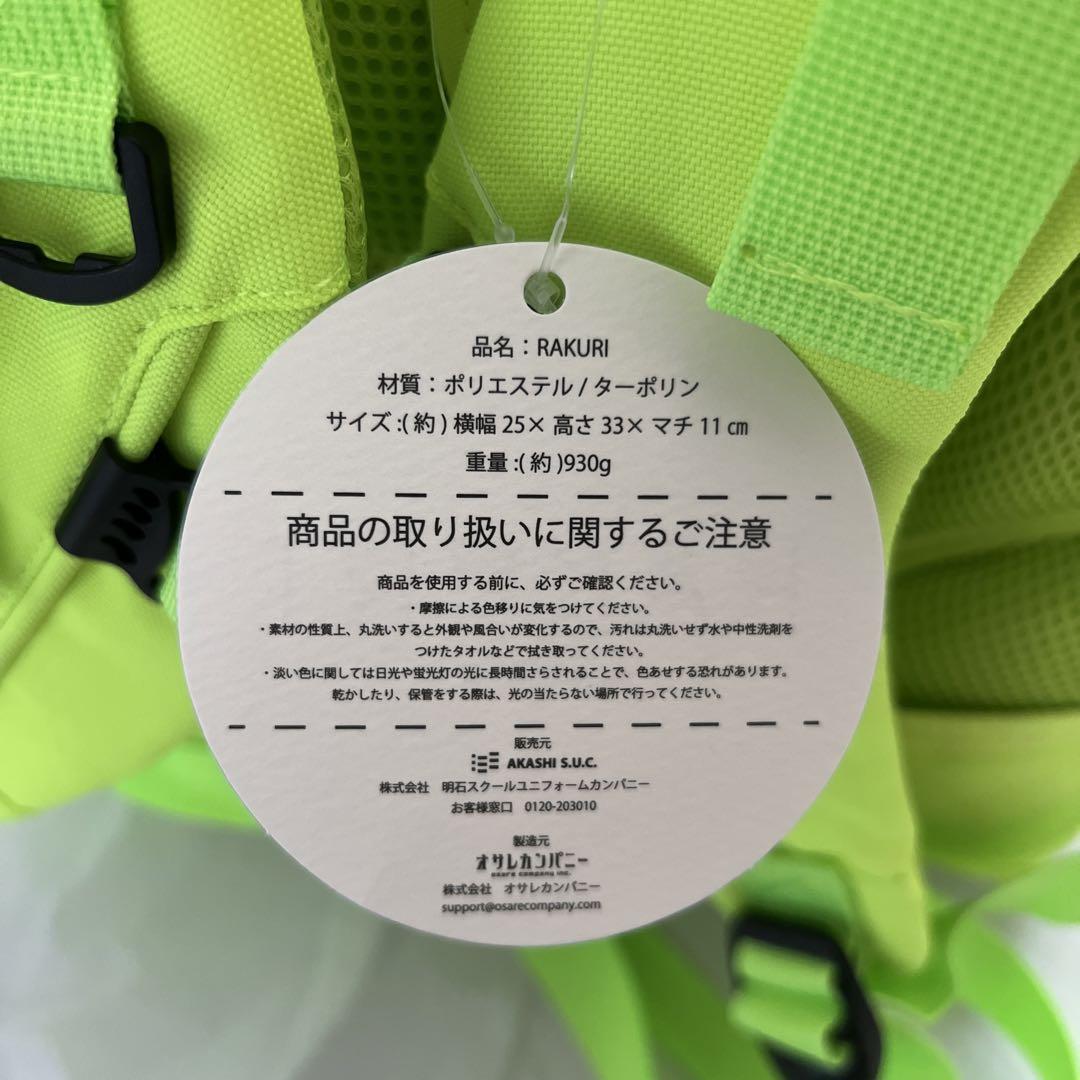 品名：RAKURI
材質：ポリエステル / ターポリン
サイズ:( 約 ) 横幅 25× 高さ 33× マチ 11 ㎝
重量 :( 約 )930g
商品の取り扱いに関するご注意
商品を使用する前に、必ずご確認ください。
・摩擦による色移りに気をつけてください。
・素材の性質上、丸洗いすると外観や風合いが変化するので、汚れは丸洗いせず水や中性洗剤を
つけたタオルなどで拭き取ってください。
・淡い色に関しては日光や蛍光灯の光に長時間さらされることで、色あせする恐れがあります。
乾かしたり、保管をする際は、光の当たらない場所で行ってください。
販売元
AKASHI S.U.C.
株式会社　明石スクールユニフォームカンパニー
お客様窓口　0120-203010
製造元
オサレカンパニー
osare company inc.
株式会社　オサレカンパニー
support@osarecompany.com